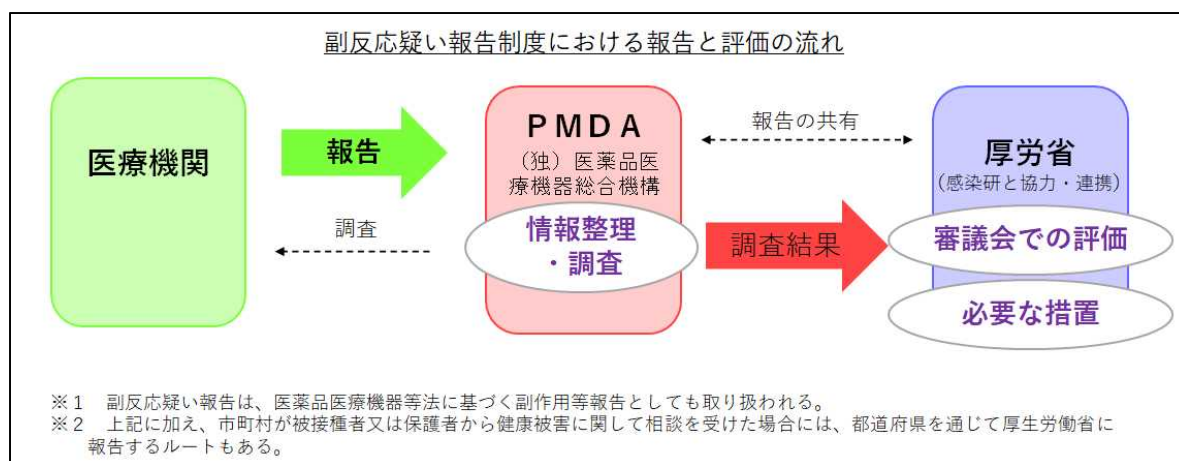 副反応疑い報告制度における報告と評価の流れ
医療機関
報告
調査
PMDA
（独）医薬品医
療機器総合機構
情報整理
・調査
報告の共有
調査結果
厚労省
（感染研と協力・連携）
審議会での評価
必要な措置
※１　副反応疑い報告は、医薬品医療機器等法に基づく副作用等報告としても取り扱われる。
※２　上記に加え、市町村が被接種者又は保護者から健康被害に関して相談を受けた場合には、都道府県を通じて厚生労働省に
報告するルートもある。